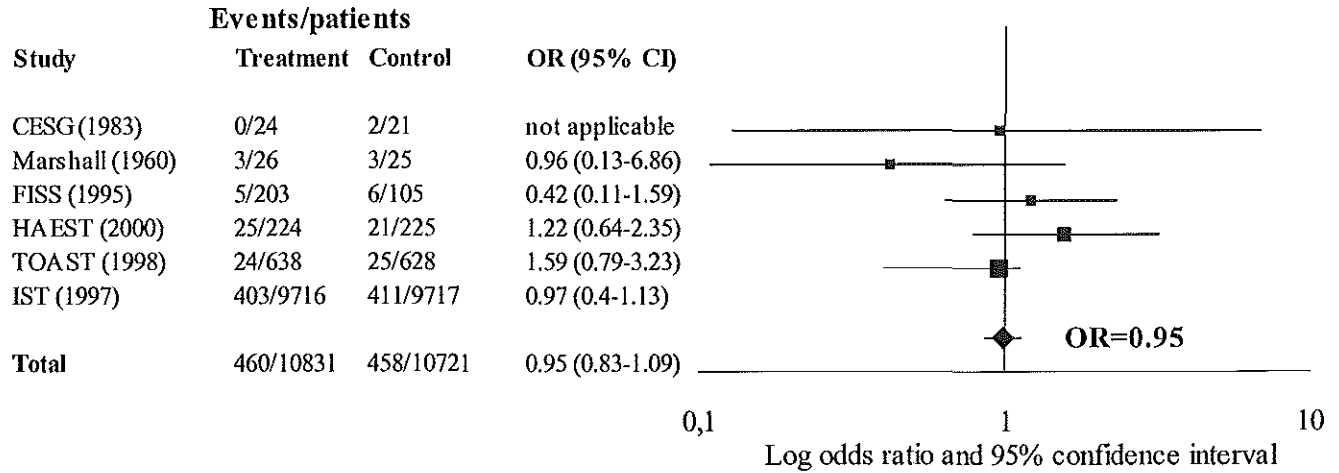 Events/patients
Study Treatment Control OR (95% CI)
CESG (1983) 0/24 2/21 not applicable
Marshall (1960) 3/26 3/25 0.96 (0.13-6.86)
FISS (1995) 5/203 6/105 0.42 (0.11-1.59)
HAEST (2000) 25/224 21/225 1.22 (0.64-2.35)
TOAST (1998) 24/638 25/628 1.59 (0.79-3.23)
IST (1997) 403/9716 411/9717 0.97 (0.4-1.13)
OR=0.95
Total 460/10831 458/10721 0.95 (0.83-1.09)
0,1 1 10
Log odds ratio and 95% confidence interval